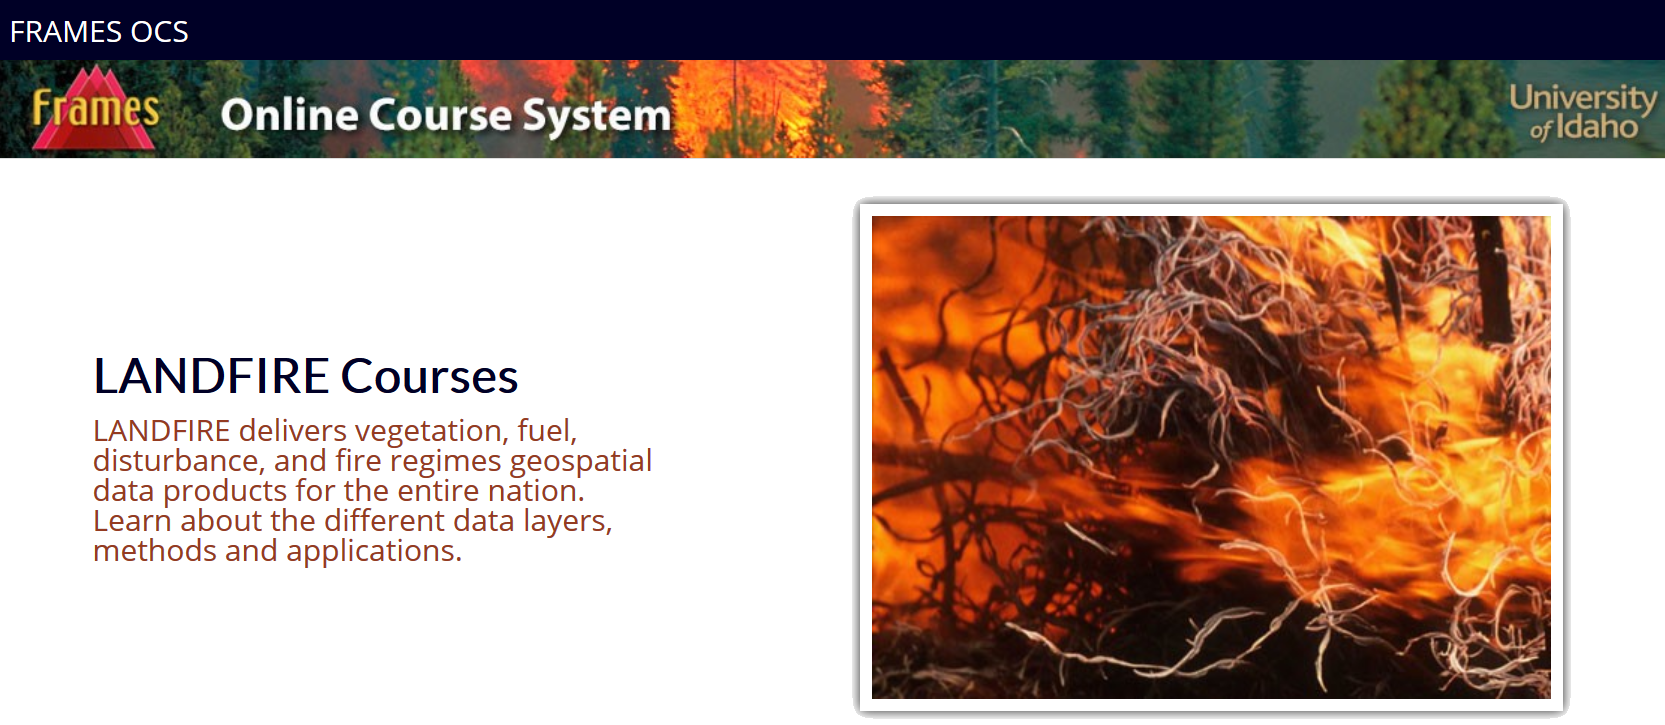 FRAMES OCS
Frames
Online Course System
University
of Idaho
LANDFIRE Courses
LANDFIRE delivers vegetation, fuel,
disturbance, and fire regimes geospatial
data products for the entire nation.
Learn about the different data layers,
methods and applications.